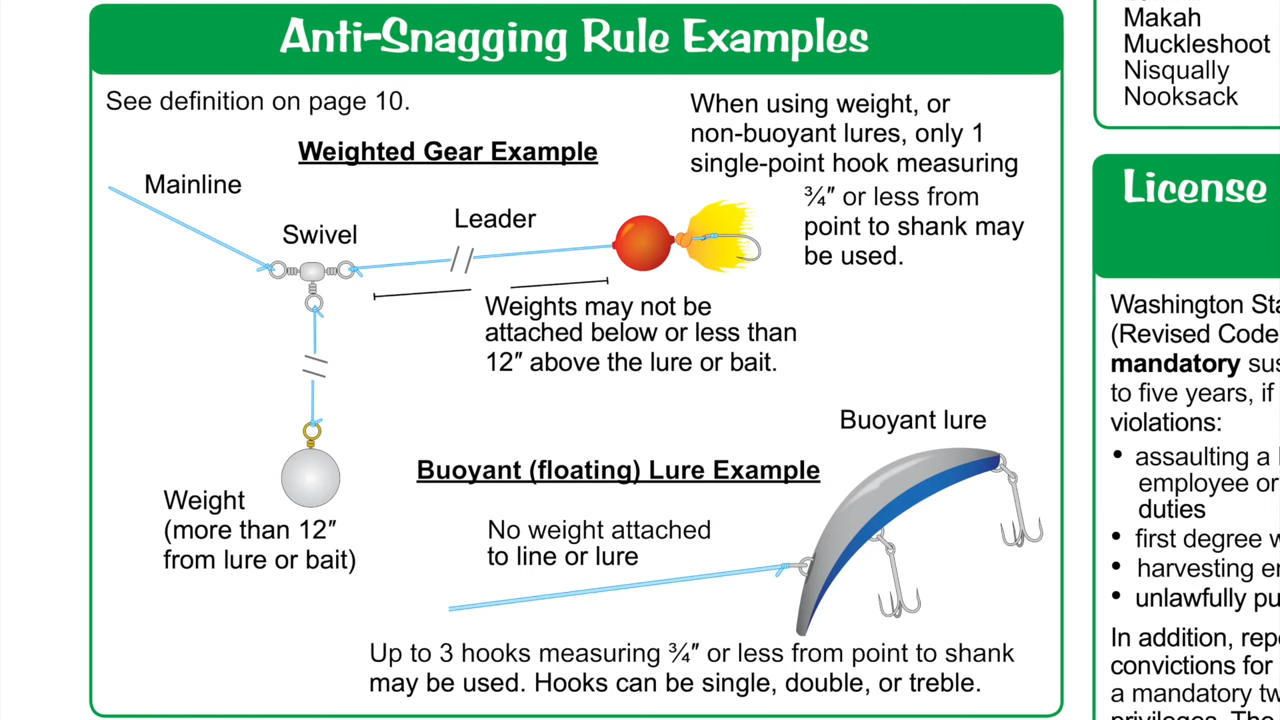 Anti-Snagging Rule Examples
See definition on page 10.
Weighted Gear Example
When using weight, or
non-buoyant lures, only 1
single-point hook measuring
¾″ or less from
point to shank may
be used.
Mainline
Swivel
Leader
Weights may not be
attached below or less than
12″ above the lure or bait.
Weight
(more than 12″
from lure or bait)
Buoyant lure
Buoyant (floating) Lure Example
No weight attached
to line or lure
Up to 3 hooks measuring ¾″ or less from point to shank
may be used. Hooks can be single, double, or treble.
Makah
Muckleshoot
Nisqually
Nooksack
License
Washington
(Revised Code
mandatory
to five years, if
violations:
• assaulting a
employee or
duties
• first degree
• harvesting
• unlawfully
In addition,
convictions for
a mandatory